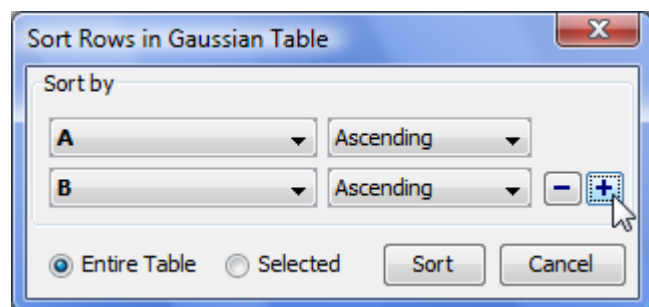 Sort Rows in Gaussian Table
Sort by
A Ascending
B Ascending
Entire Table Selected Sort Cancel